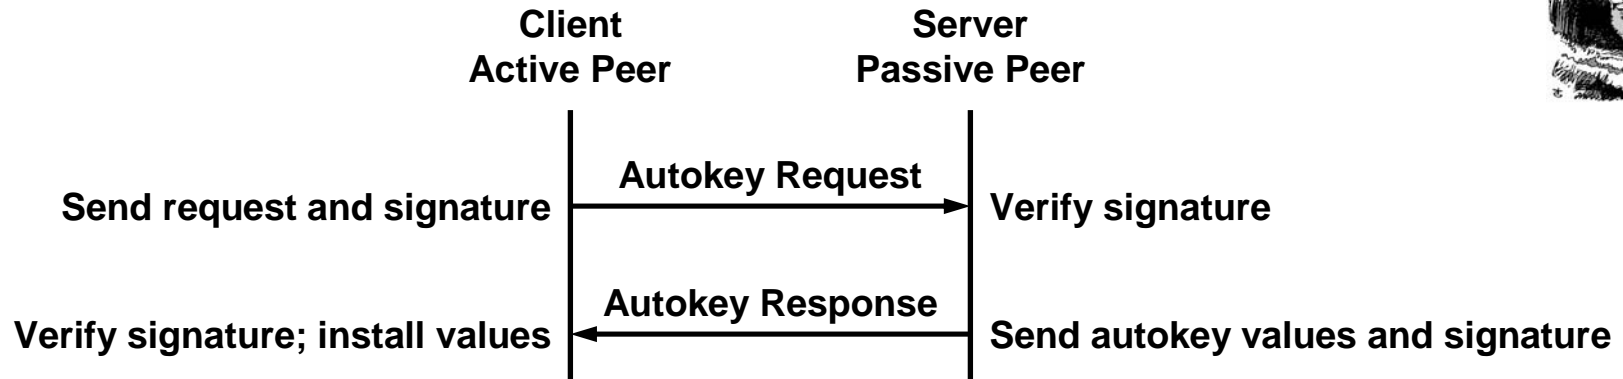 Client
Active Peer
Server
Passive Peer
Autokey Request
Send request and signature
Verify signature
Autokey Response
Verify signature; install values
Send autokey values and signature